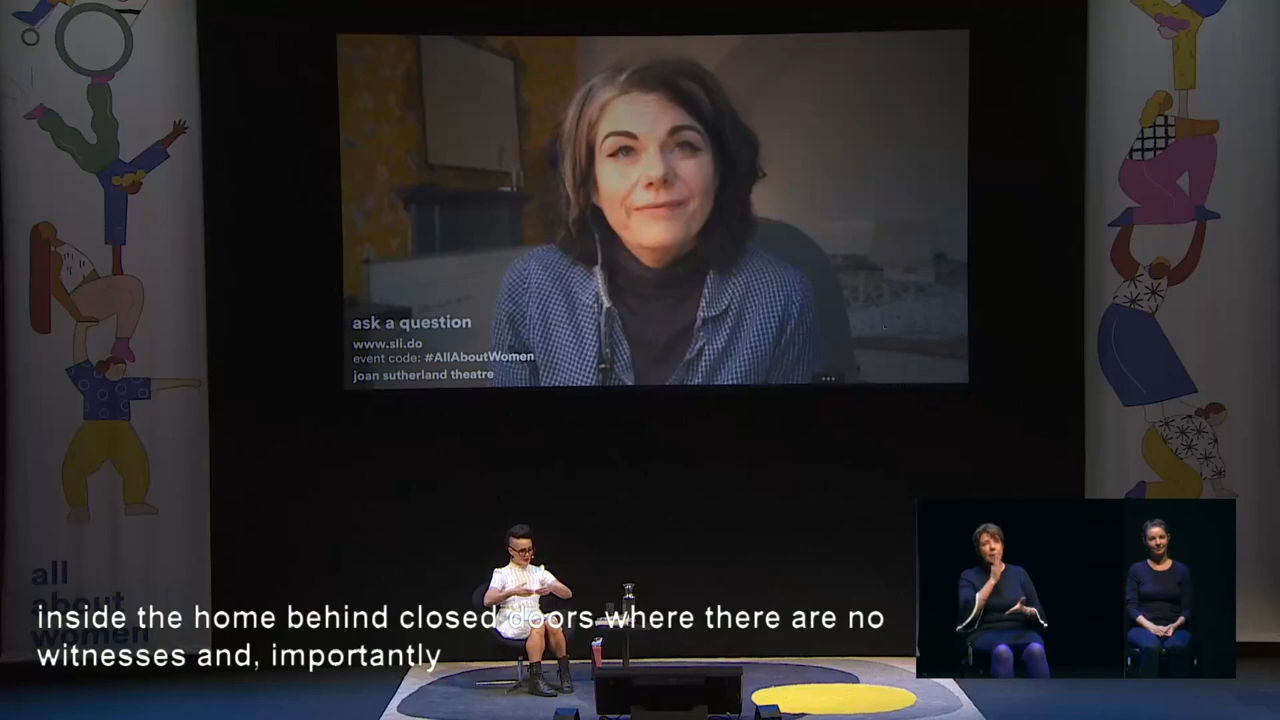 ask a question
www.sli.do
event code: #AllAboutWomen
joan sutherland theatre
all
about
women
inside the home behind closed doors where there are no
witnesses and, importantly